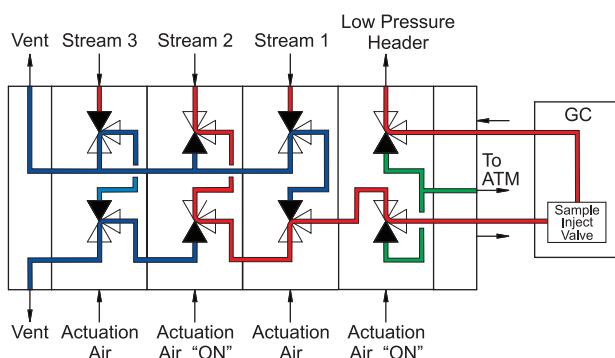 Vent
Stream 3
Stream 2
Stream 1
Low Pressure
Header
GC
To
ATM
Sample
Inject
Valve
Vent
Actuation
Air
Actuation
Air "ON"
Actuation
Air
Actuation
Air "ON"